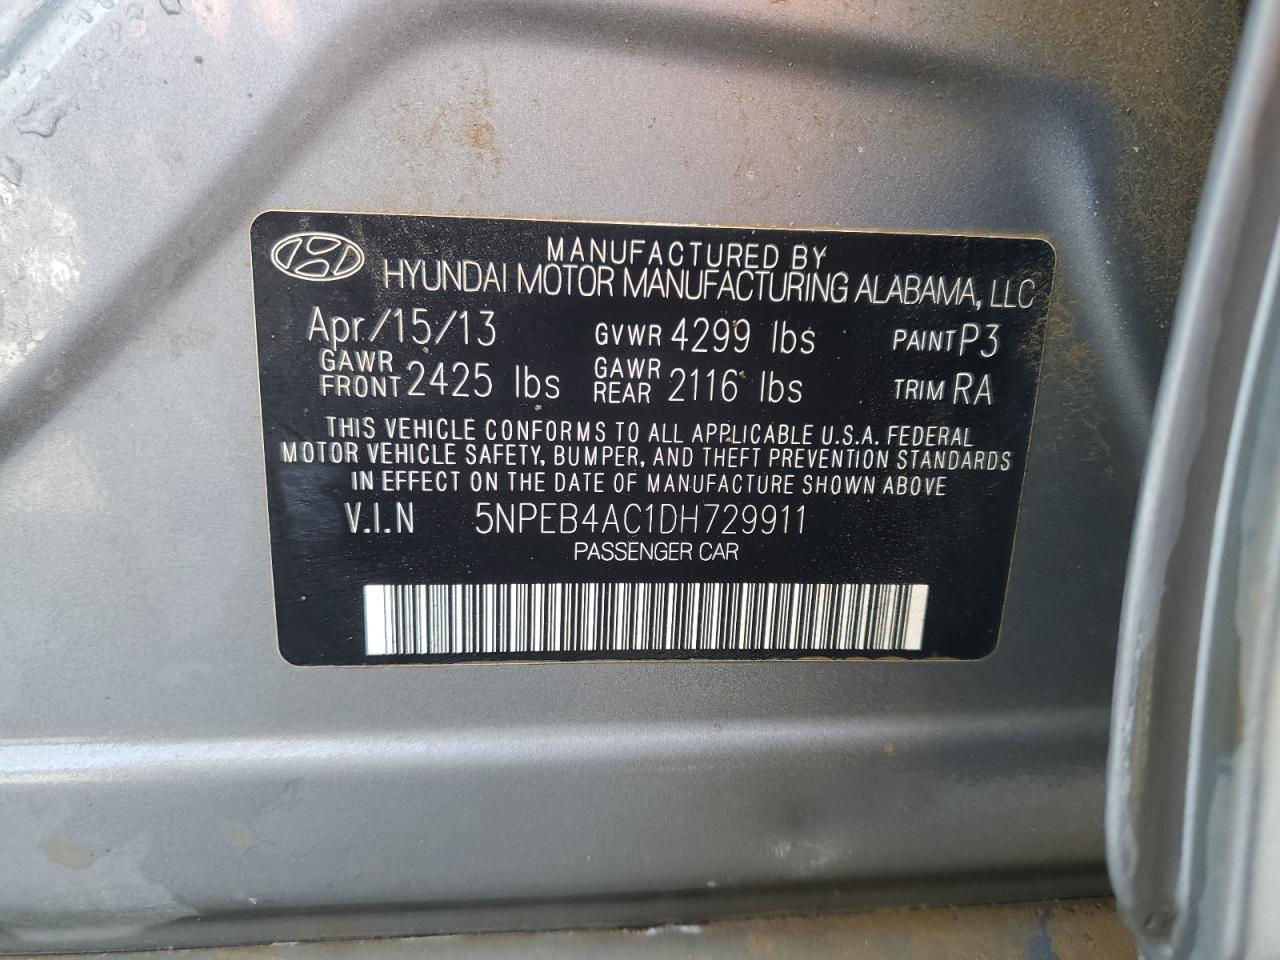 MANUFACTURED BY
HYUNDAI MOTOR MANUFACTURING ALABAMA, LLC
Apr/15/13 GVWR 4299 lbs PAINT P3
GAWR FRONT 2425 lbs GAWR REAR 2116 lbs TRIM RA
THIS VEHICLE CONFORMS TO ALL APPLICABLE U.S.A. FEDERAL
MOTOR VEHICLE SAFETY, BUMPER, AND THEFT PREVENTION STANDARDS
IN EFFECT ON THE DATE OF MANUFACTURE SHOWN ABOVE
V.I.N 5NPEB4AC1DH729911
PASSENGER CAR